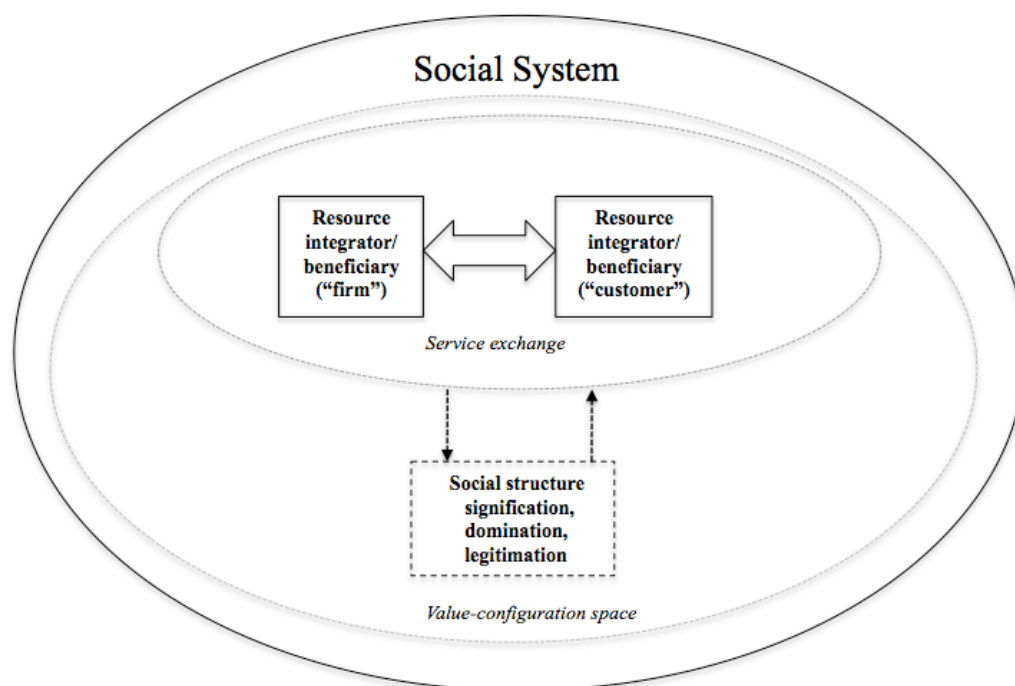 Social System
Resource
integrator/
beneficiary
(“firm”)
Resource
integrator/
beneficiary
(“customer”)
Service exchange
Social structure
signification,
domination,
legitimation
Value-configuration space